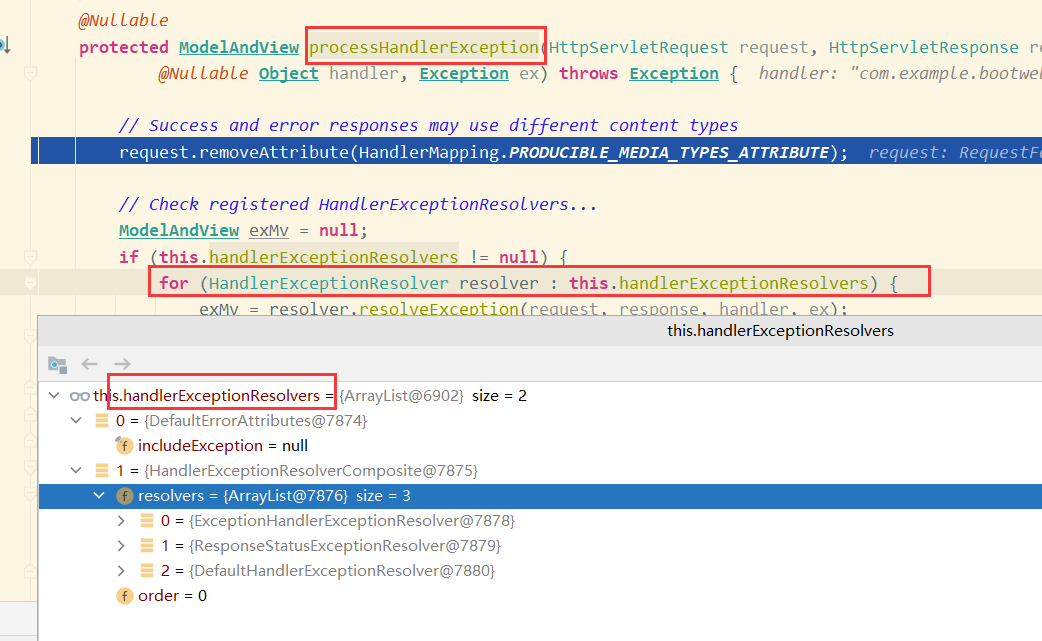 @Nullable
protected ModelAndView processHandlerException(HttpServletRequest request, HttpServletResponse re
@Nullable Object handler, Exception ex) throws Exception { handler: "com.example.bootwe
// Success and error responses may use different content types
request.removeAttribute(HandlerMapping.PRODUCIBLE_MEDIA_TYPES_ATTRIBUTE); request: RequestF
// Check registered HandlerExceptionResolvers...
ModelAndView exMv = null;
if (this.handlerExceptionResolvers != null) {
for (HandlerExceptionResolver resolver : this.handlerExceptionResolvers) {
exMv = resolver.resolveException(request, response, handler, ex);
this.handlerExceptionResolvers
this.handlerExceptionResolvers = {ArrayList@6902} size = 2
0 = {DefaultErrorAttributes@7874}
f includeException = null
1 = {HandlerExceptionResolverComposite@7875}
f resolvers = {ArrayList@7876} size = 3
0 = {ExceptionHandlerExceptionResolver@7878}
1 = {ResponseStatusExceptionResolver@7879}
2 = {DefaultHandlerExceptionResolver@7880}
f order = 0